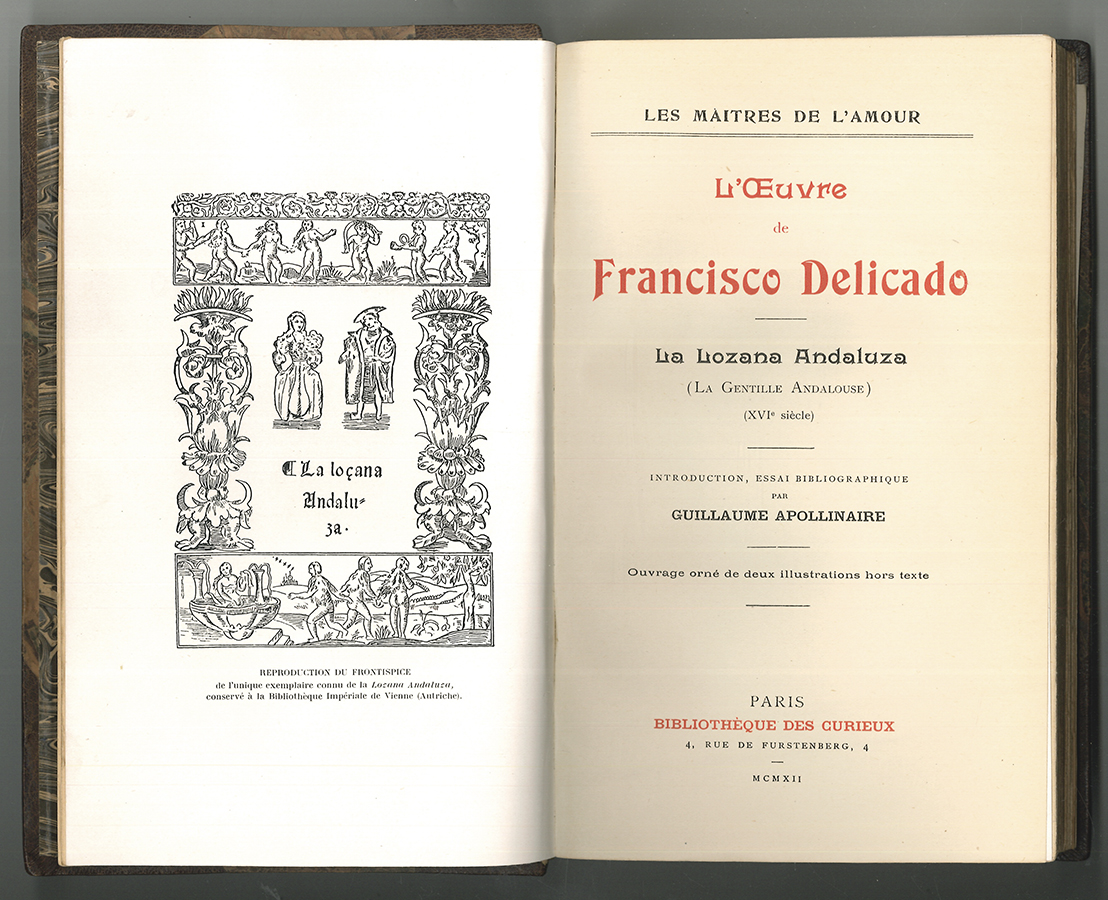 ¶ La loçana
Andalu⸗
za.
REPRODUCTION DU FRONTISPICE
de l'unique exemplaire connu de la Lozana Andaluza,
conservé à la Bibliothèque Impériale de Vienne (Autriche).
LES MAITRES DE L'AMOUR
L'Œuvre
de
Francisco Delicado
La Lozana Andaluza
(LA GENTILLE ANDALOUSE)
(XVIe siècle)
INTRODUCTION, ESSAI BIBLIOGRAPHIQUE
PAR
GUILLAUME APOLLINAIRE
Ouvrage orné de deux illustrations hors texte
PARIS
BIBLIOTHÈQUE DES CURIEUX
4, RUE DE FURSTENBERG, 4
MCMXII